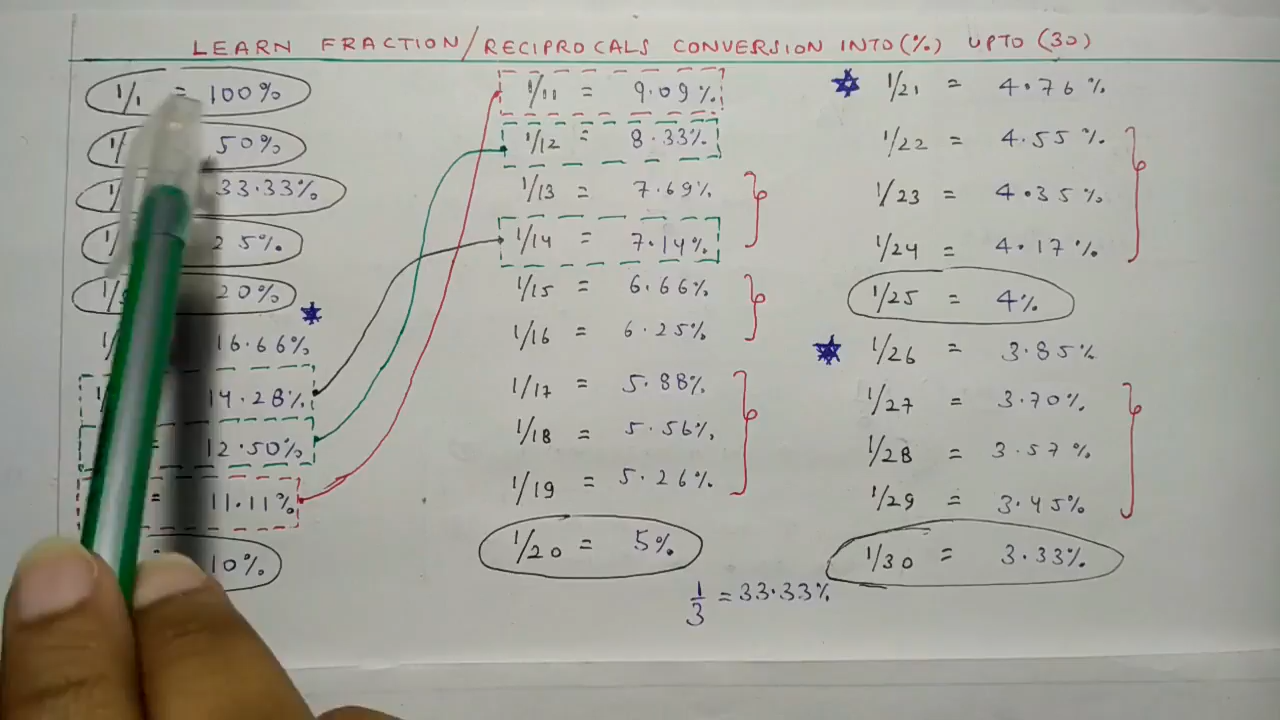 LEARN FRACTION/RECIPROCALS CONVERSION INTO (%) UPTO (30)
1/1 = 100%
1/ 50%
1/ 33.33%
1/ 25%
1/ 20%
1/ 16.66%
14.28%
= 12.50%
= 11.11%
10%
1/11 = 9.09%
1/12 = 8.33%
1/13 = 7.69%
1/14 = 7.14%
1/15 = 6.66%
1/16 = 6.25%
1/17 = 5.88%
1/18 = 5.56%
1/19 = 5.26%
1/20 = 5%
1/3 = 33.33%
1/21 = 4.76%
1/22 = 4.55%
1/23 = 4.35%
1/24 = 4.17%
1/25 = 4%
1/26 = 3.85%
1/27 = 3.70%
1/28 = 3.57%
1/29 = 3.45%
1/30 = 3.33%